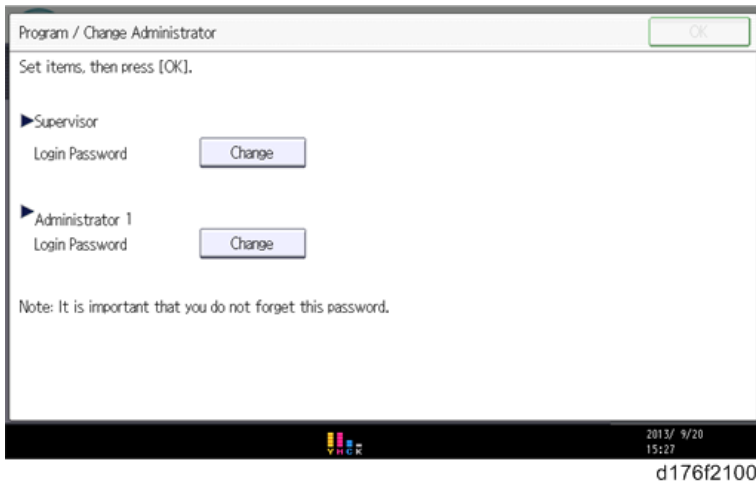 Program / Change Administrator
OK
Set items, then press [OK].
►Supervisor
Login Password Change
►Administrator 1
Login Password Change
Note: It is important that you do not forget this password.
Y M C K
2013/ 9/20
15:27
d176f2100